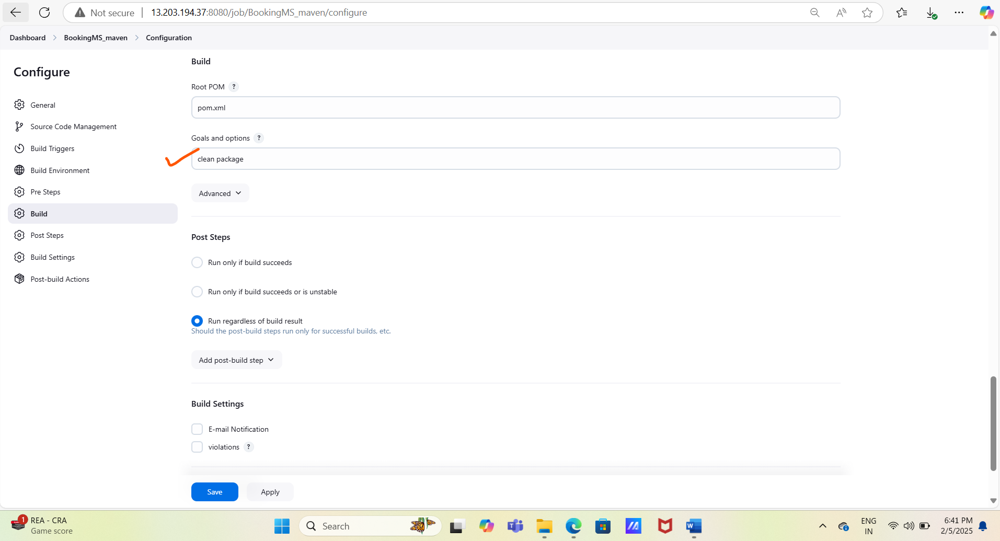 Not secure
13.203.194.37:8080/job/BookingMS_maven/configure
Dashboard > BookingMS_maven > Configuration
Configure
General
Source Code Management
Build Triggers
Build Environment
Pre Steps
Build
Post Steps
Build Settings
Post-build Actions
Build
Root POM ?
pom.xml
Goals and options ?
clean package
Advanced
Post Steps
Run only if build succeeds
Run only if build succeeds or is unstable
Run regardless of build result
Should the post-build steps run only for successful builds, etc.
Add post-build step
Build Settings
E-mail Notification
violations ?
Save
Apply
1
REA - CRA
Game score
Search
ENG
IN
6:41 PM
2/5/2025